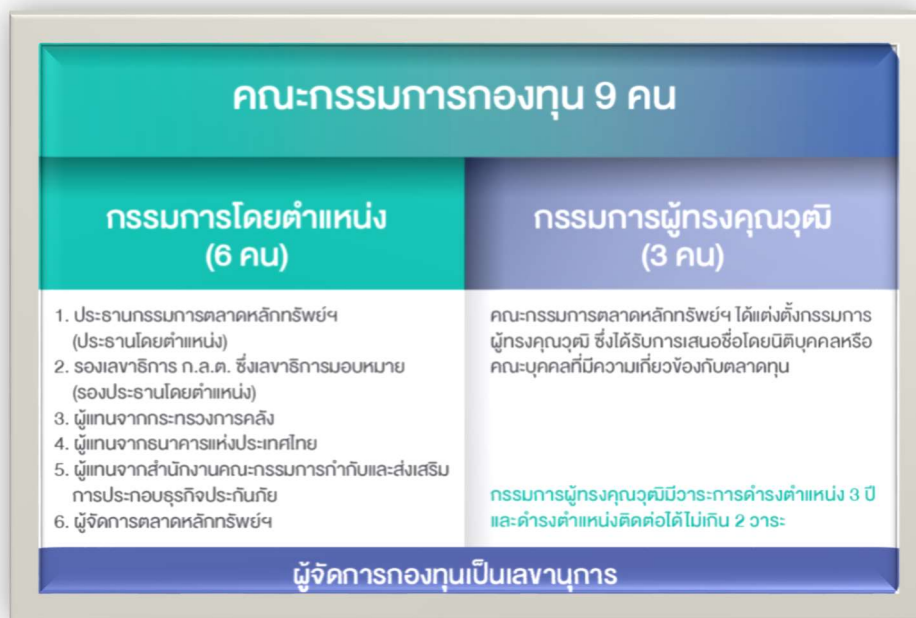 คณะกรรมการกองทุน 9 คน
กรรมการโดยตำแหน่ง
(6 คน)
1. ประธานกรรมการตลาดหลักทรัพย์ฯ
(ประธานโดยตำแหน่ง)
2. รองเลขาธิการ ก.ล.ต. ซึ่งเลขาธิการมอบหมาย
(รองประธานโดยตำแหน่ง)
3. ผู้แทนจากกระทรวงการคลัง
4. ผู้แทนจากธนาคารแห่งประเทศไทย
5. ผู้แทนจากสำนักงานคณะกรรมการกำกับและส่งเสริม
การประกอบธุรกิจประกันภัย
6. ผู้จัดการตลาดหลักทรัพย์ฯ
กรรมการผู้ทรงคุณวุฒิ
(3 คน)
คณะกรรมการตลาดหลักทรัพย์ฯ ได้แต่งตั้งกรรมการ
ผู้ทรงคุณวุฒิ ซึ่งได้รับการเสนอชื่อโดยนิติบุคคลหรือ
คณะบุคคลที่มีความเกี่ยวข้องกับตลาดทุน
กรรมการผู้ทรงคุณวุฒิมีวาระการดำรงตำแหน่ง 3 ปี
และดำรงตำแหน่งติดต่อได้ไม่เกิน 2 วาระ
ผู้จัดการกองทุนเป็นเลขานุการ